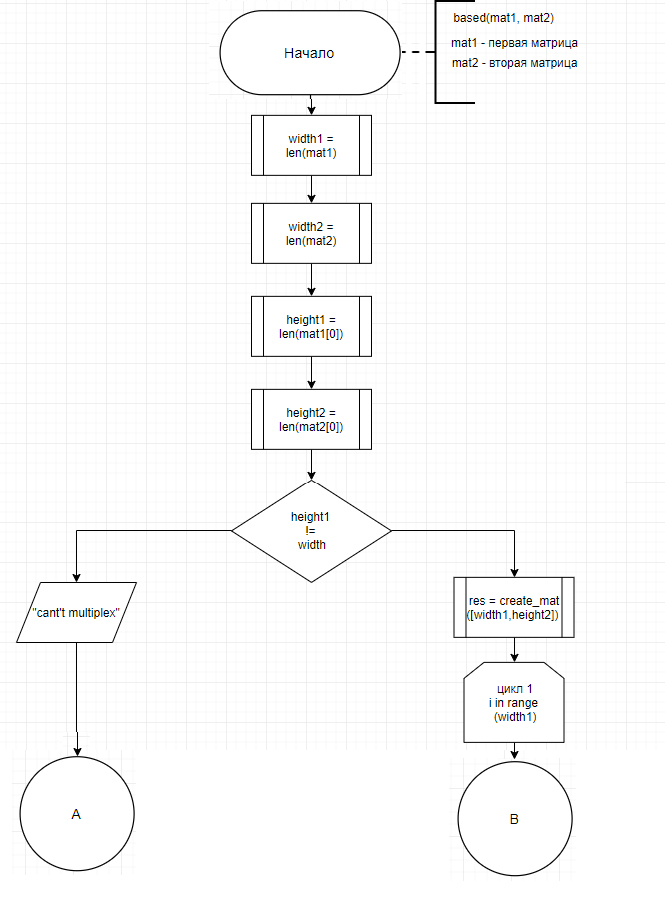 based(mat1, mat2)
mat1 - первая матрица
mat2 - вторая матрица
Начало
width1 =
len(mat1)
width2 =
len(mat2)
height1 =
len(mat1[0])
height2 =
len(mat2[0])
height1
!=
width
"cant't multiplex"
res = create_mat
([width1,height2])
цикл 1
i in range
(width1)
A
B